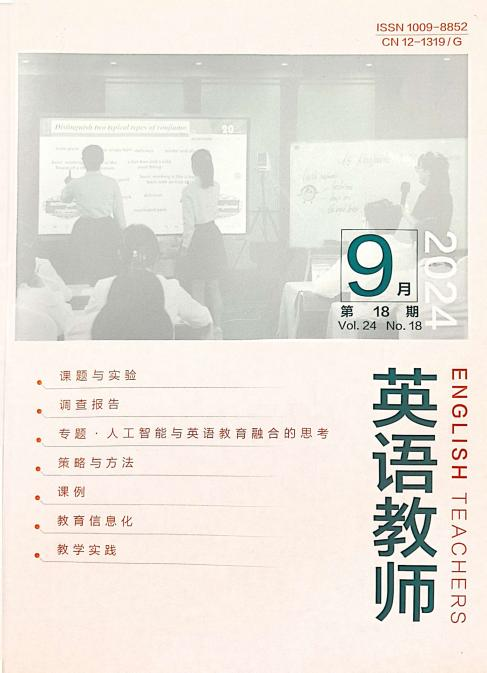 ISSN 1009-8852
CN 12-1319/G
Distinguish two typical types of
20
2024
9月
第 18 期
Vol. 24 No. 18
英语教师
ENGLISH TEACHERS
课题与实验
调查报告
专题·人工智能与英语教育融合的思考
策略与方法
课例
教育信息化
教学实践